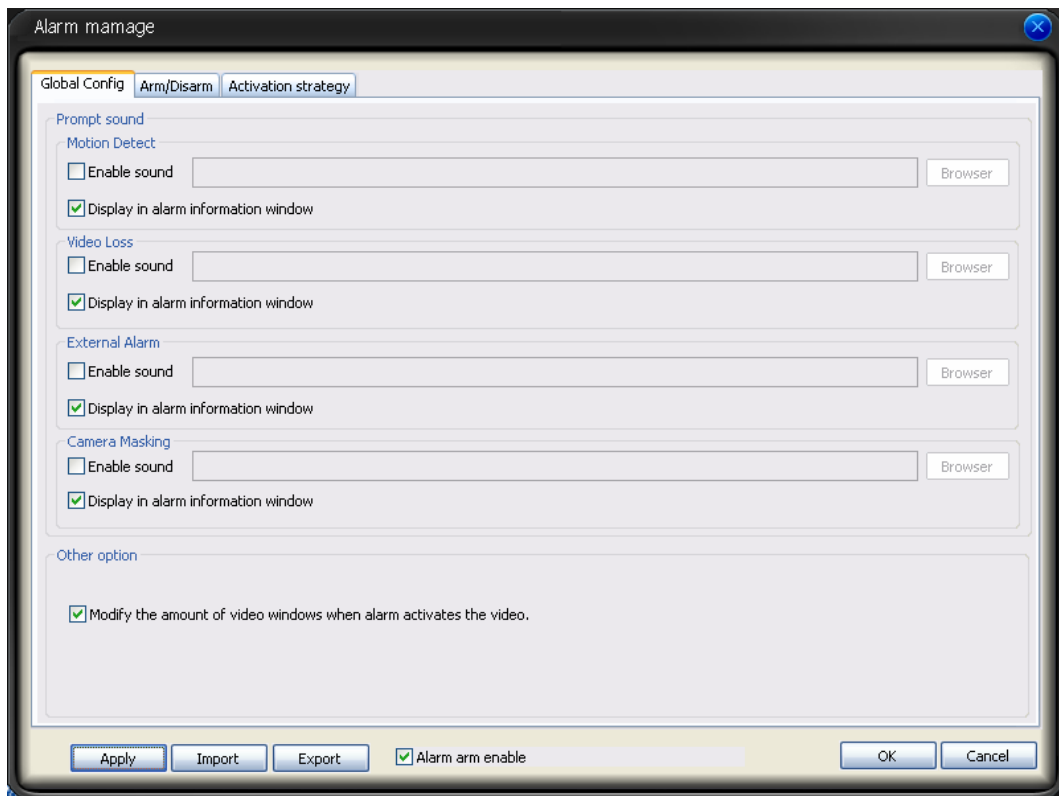 Alarm mamage
Global Config Arm/Disarm Activation strategy
Prompt sound
Motion Detect
Enable sound Browser
Display in alarm information window
Video Loss
Enable sound Browser
Display in alarm information window
External Alarm
Enable sound Browser
Display in alarm information window
Camera Masking
Enable sound Browser
Display in alarm information window
Other option
Modify the amount of video windows when alarm activates the video.
Apply Import Export Alarm arm enable OK Cancel